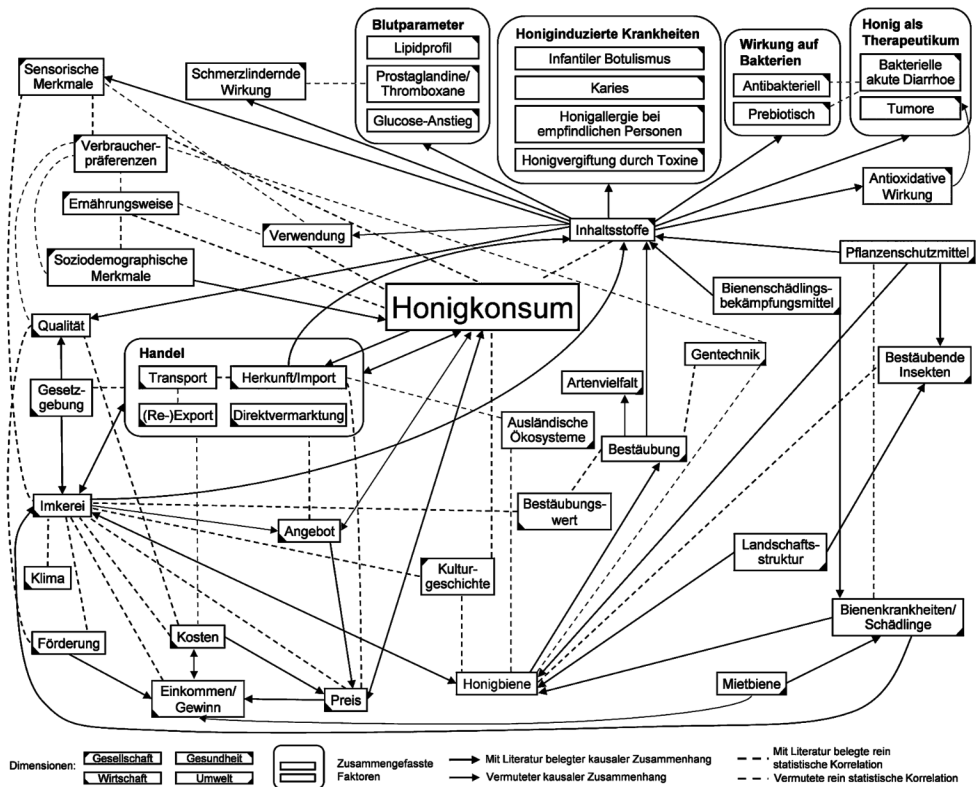 Blutparameter
Lipidprofil
Prostaglandine/
Thromboxane
Glucose-Anstieg
Honiginduzierte Krankheiten
Infantiler Botulismus
Karies
Honigallergie bei
empfindlichen Personen
Honigvergiftung durch Toxine
Wirkung auf
Bakterien
Antibakteriell
Prebiotisch
Honig als
Therapeutikum
Bakterielle
akute Diarrhoe
Tumore
Sensorische
Merkmale
Schmerzlindernde
Wirkung
Verbraucher-
präferenzen
Antioxidative
Wirkung
Ernährungsweise
Verwendung
Inhaltsstoffe
Soziodemographische
Merkmale
Pflanzenschutzmittel
Bienenschädlings-
bekämpfungsmittel
Honigkonsum
Qualität
Handel
Transport
Herkunft/Import
(Re-)Export
Direktvermarktung
Gentechnik
Bestäubende
Insekten
Gesetz-
gebung
Artenvielfalt
Ausländische
Ökosysteme
Bestäubung
Imkerei
Angebot
Bestäubungs-
wert
Klima
Kultur-
geschichte
Landschafts-
struktur
Förderung
Kosten
Bienenkrankheiten/
Schädlinge
Einkommen/
Gewinn
Preis
Honigbiene
Mietbiene
Dimensionen:
Gesellschaft
Gesundheit
Wirtschaft
Umwelt
Zusammengefasste
Faktoren
Mit Literatur belegter kausaler Zusammenhang
Vermuteter kausaler Zusammenhang
Mit Literatur belegte rein
statistische Korrelation
Vermutete rein statistische Korrelation